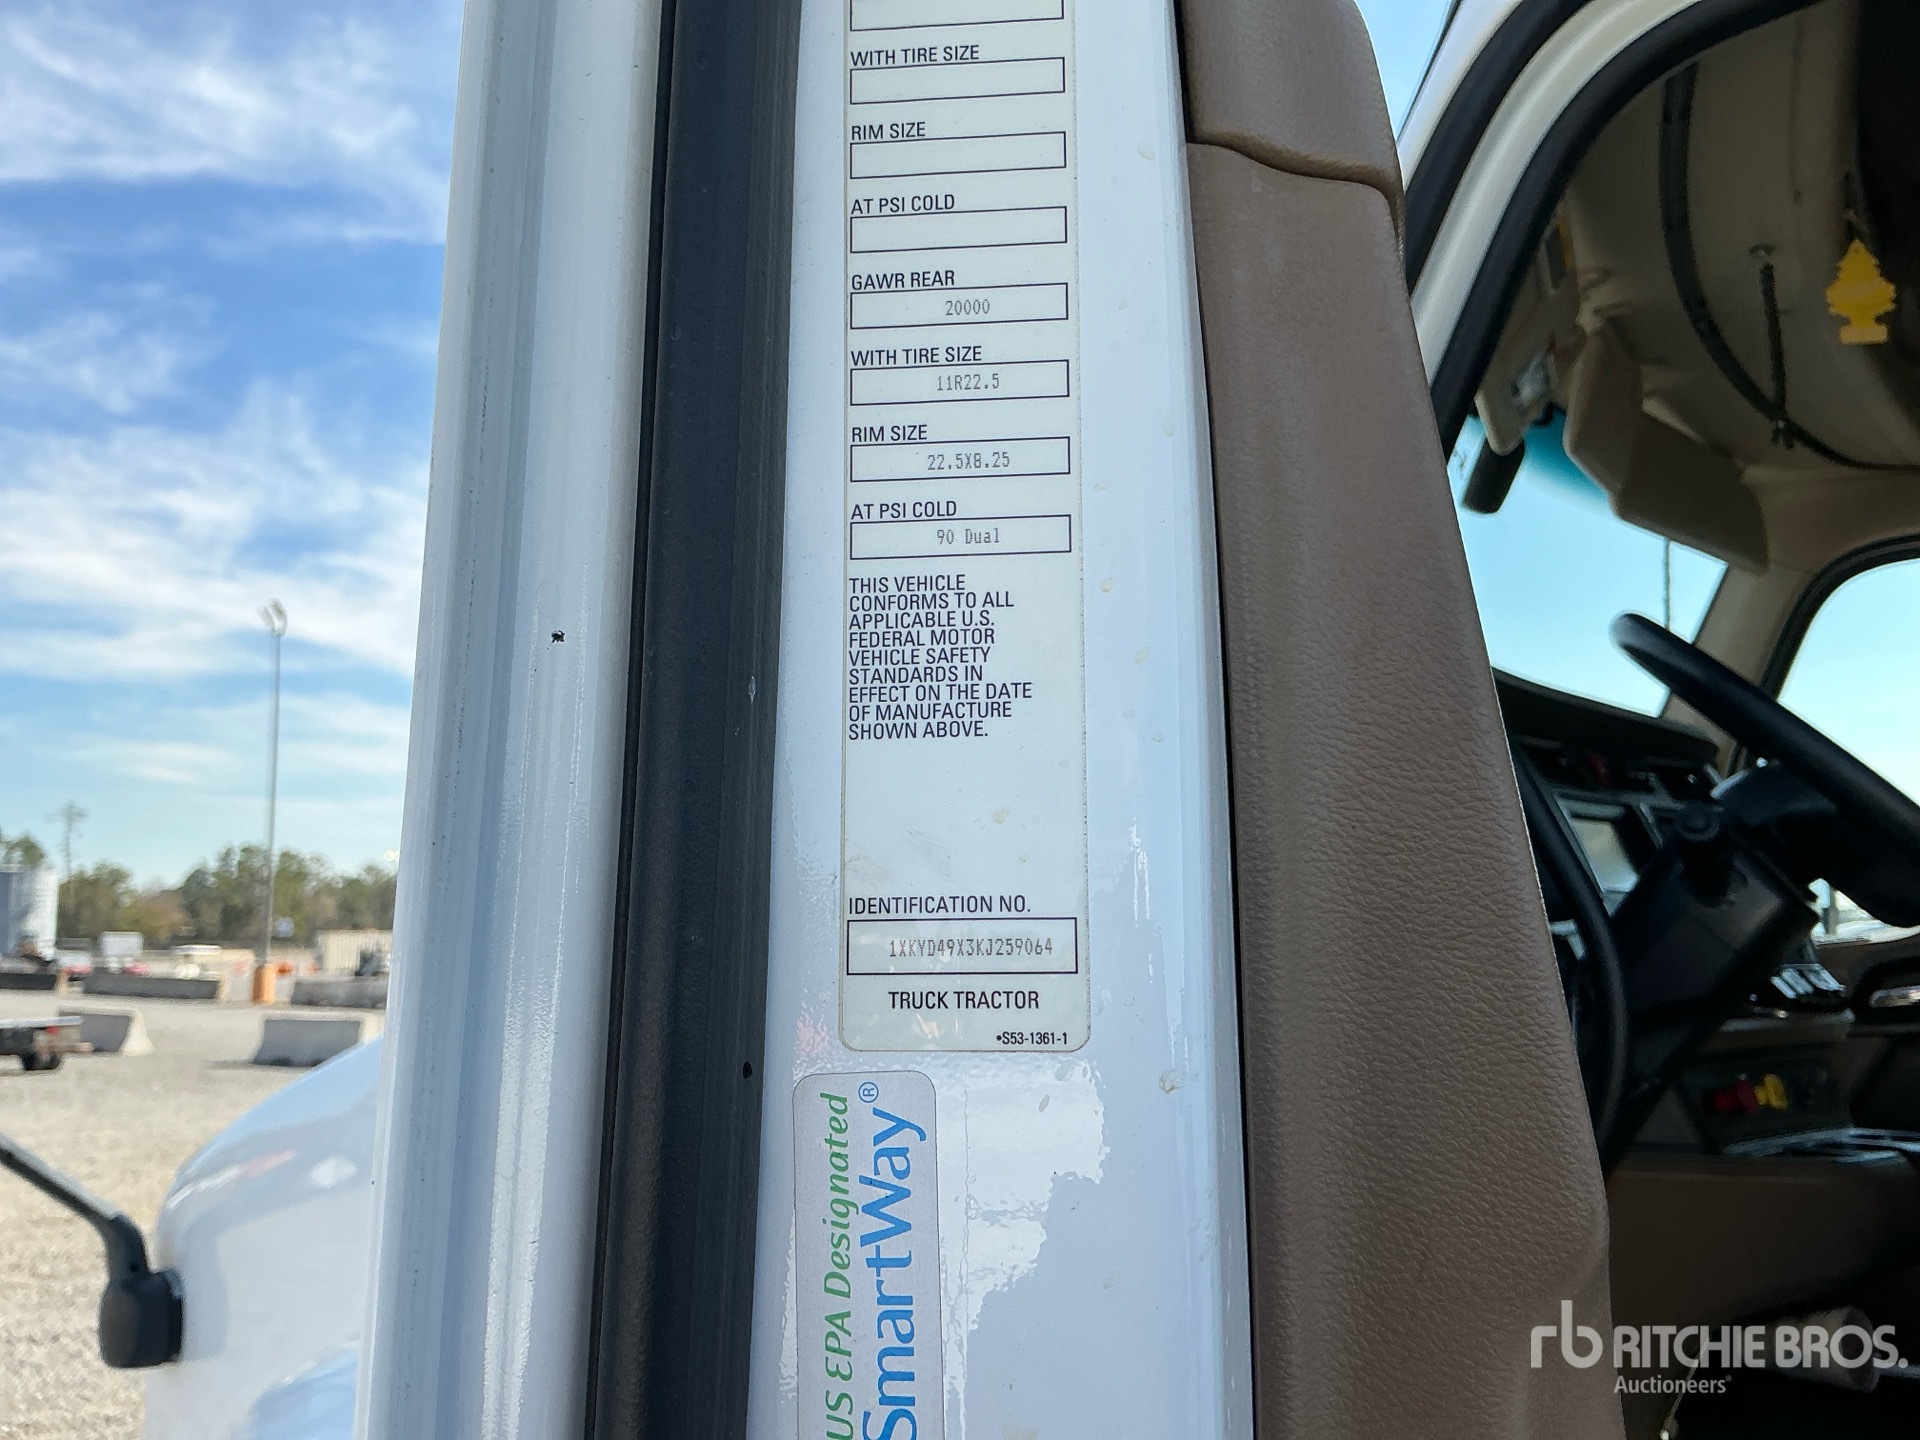 WITH TIRE SIZE
RIM SIZE
AT PSI COLD
GAWR REAR
20000
WITH TIRE SIZE
11R22.5
RIM SIZE
22.5X8.25
AT PSI COLD
90 Dual
THIS VEHICLE
CONFORMS TO ALL
APPLICABLE U.S.
FEDERAL MOTOR
VEHICLE SAFETY
STANDARDS IN
EFFECT ON THE DATE
OF MANUFACTURE
SHOWN ABOVE.
IDENTIFICATION NO.
1XKYD49X3KJ259064
TRUCK TRACTOR
•S53-1361-1
US EPA Designated
SmartWay®
rb RITCHIE BROS.
Auctioneers